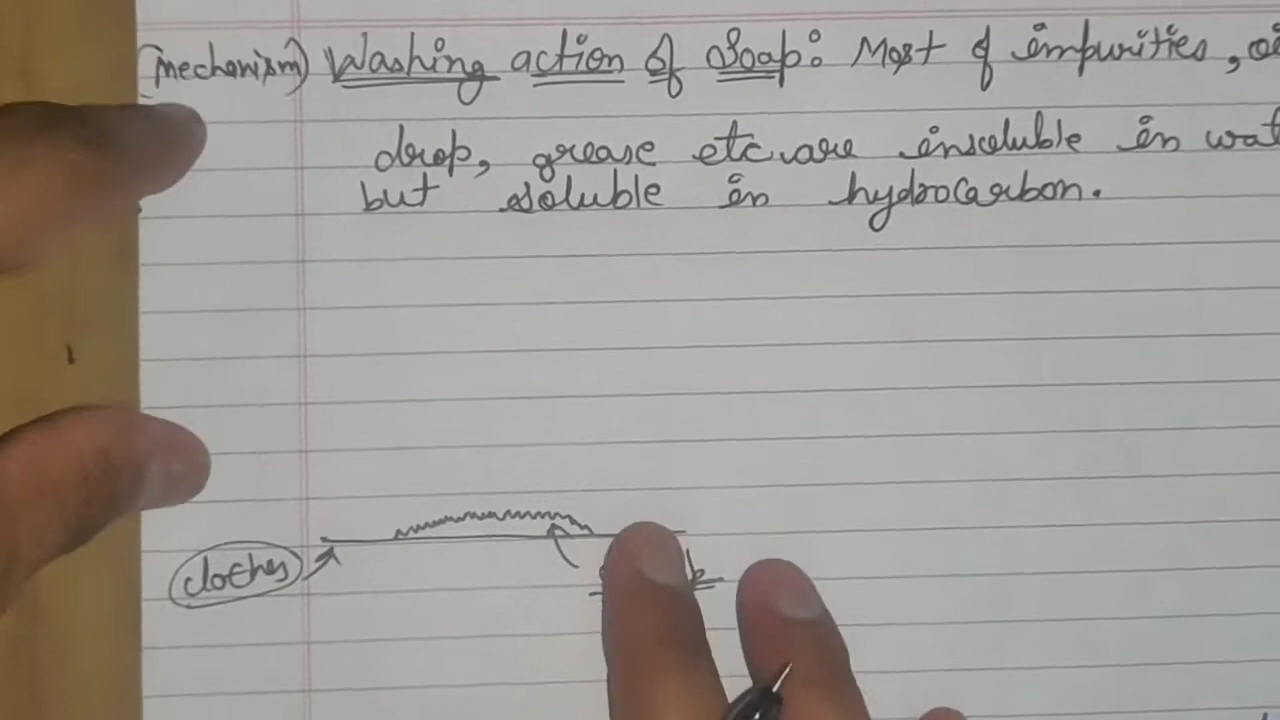 (mechanism) Washing action of Soap: Most of impurities,
drop, grease etc. are insoluble in
but soluble in hydrocarbon.
clothes